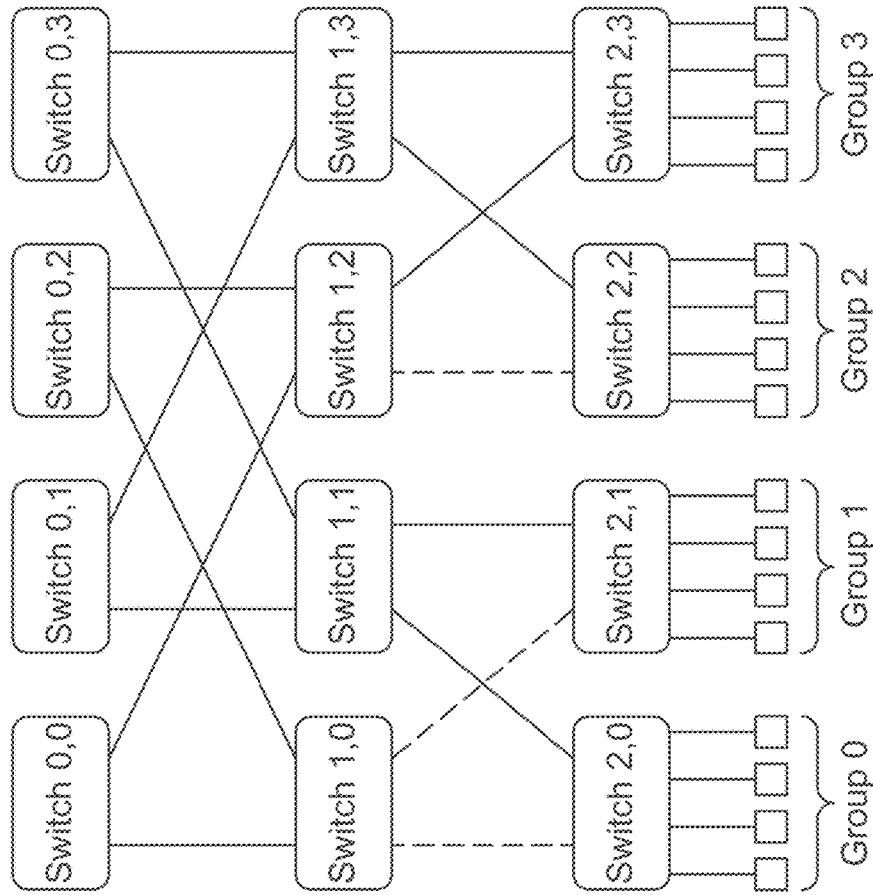 Switch 0,0
Switch 0,1
Switch 0,2
Switch 0,3
Switch 1,0
Switch 1,1
Switch 1,2
Switch 1,3
Switch 2,0
Switch 2,1
Switch 2,2
Switch 2,3
Group 0
Group 1
Group 2
Group 3